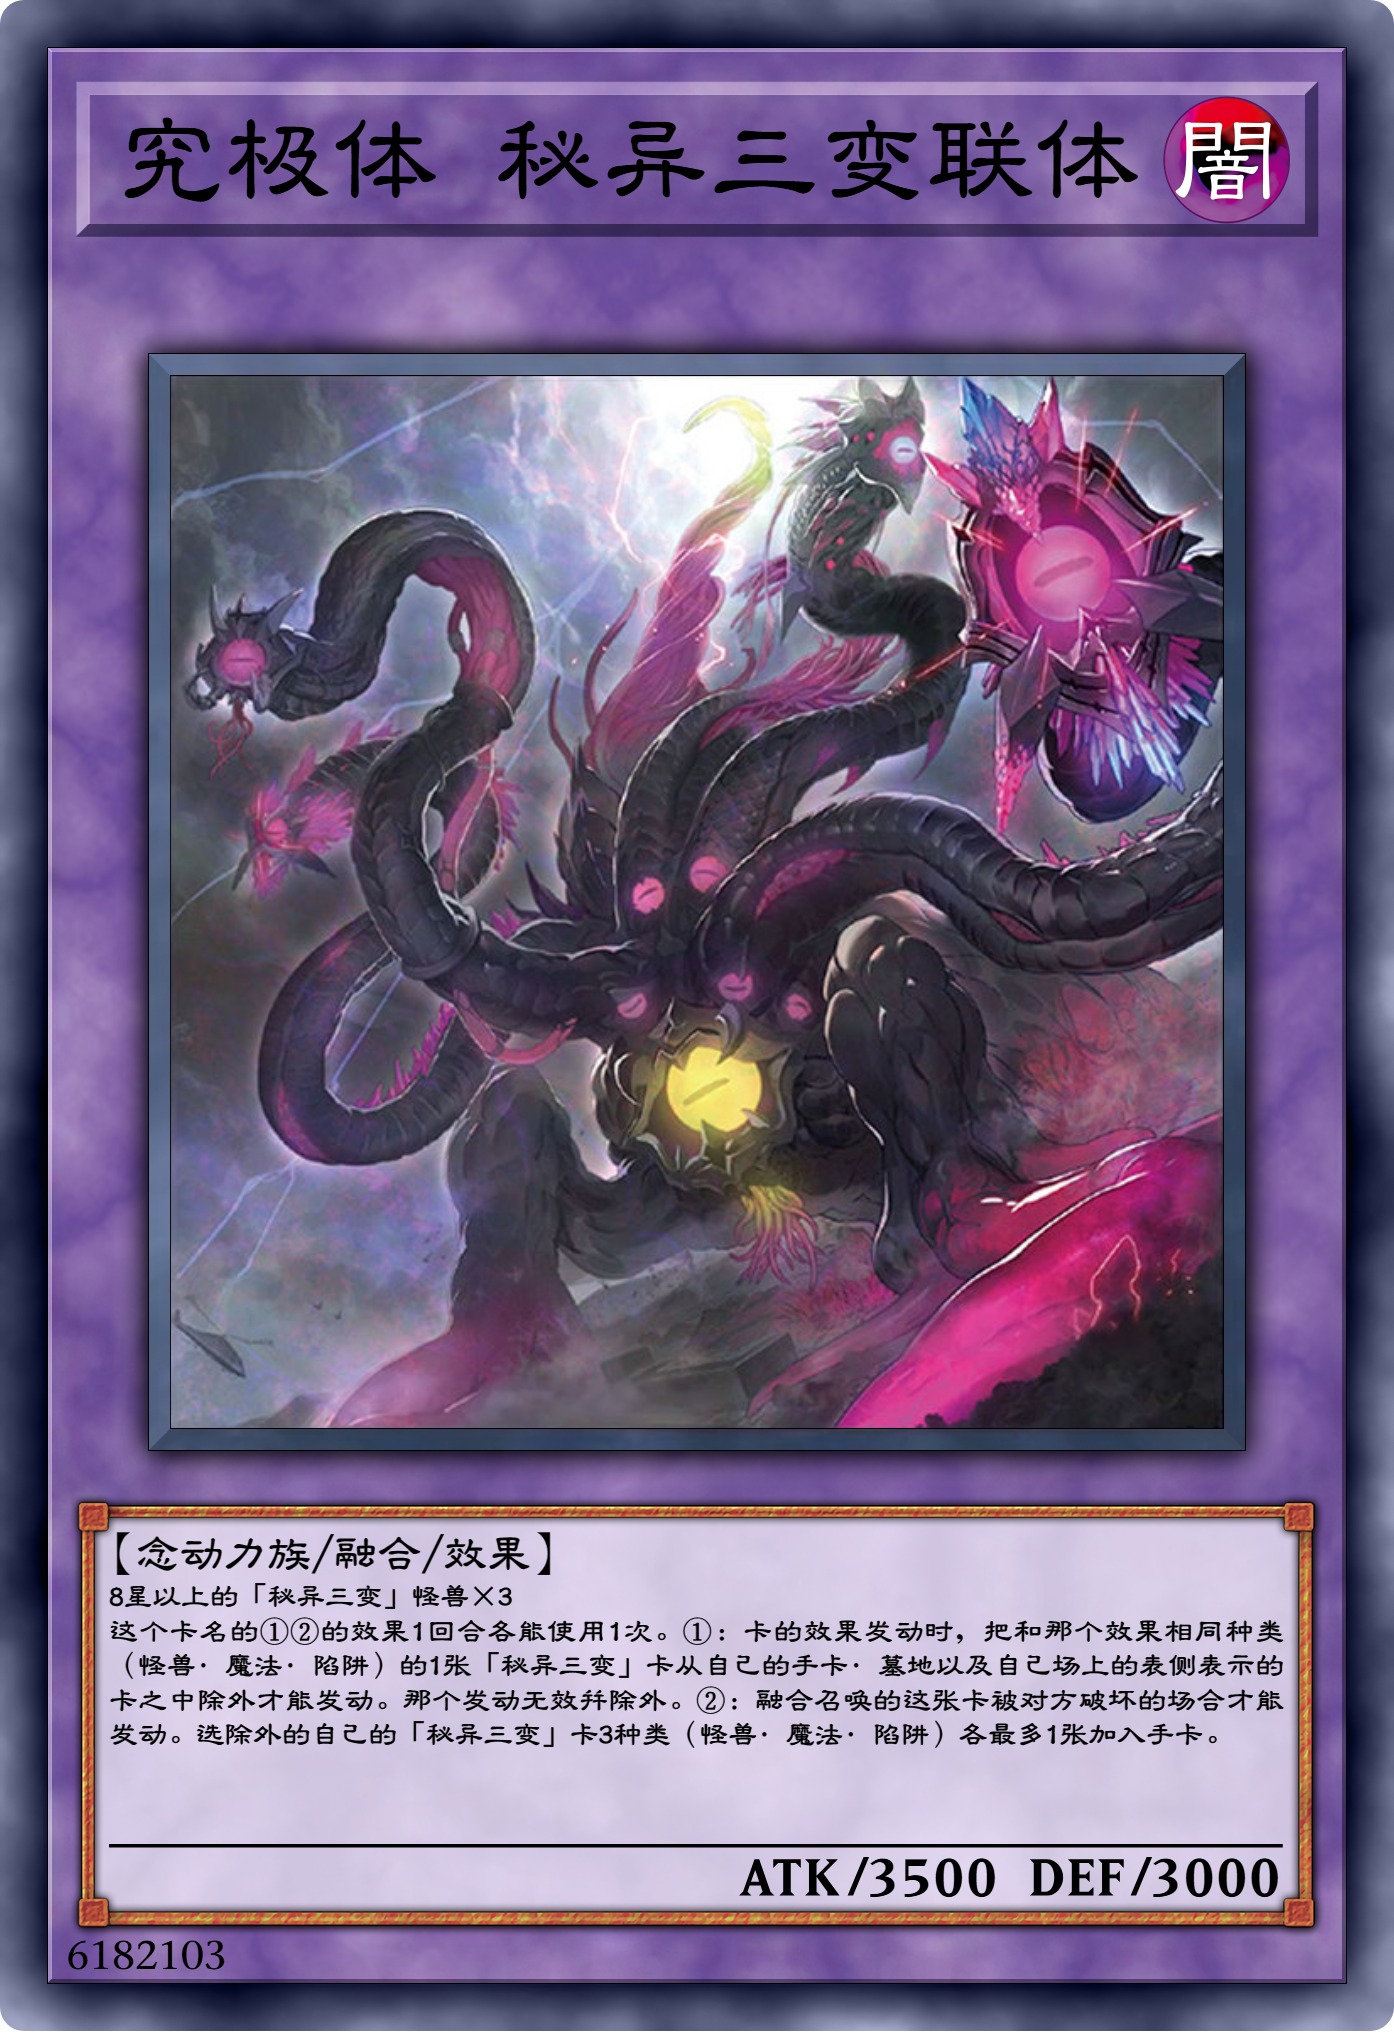 究极体 秘异三变联体
闇
【念动力族/融合/效果】
8星以上的「秘异三变」怪兽×3
这个卡名的①②的效果1回合各能使用1次。①：卡的效果发动时，把和那个效果相同种类
（怪兽·魔法·陷阱）的1张「秘异三变」卡从自己的手卡·墓地以及自己场上的表侧表示的
卡之中除外才能发动。那个发动无效并除外。②：融合召唤的这张卡被对方破坏的场合才能
发动。选除外的自己的「秘异三变」卡3种类（怪兽·魔法·陷阱）各最多1张加入手卡。
ATK/3500 DEF/3000
6182103